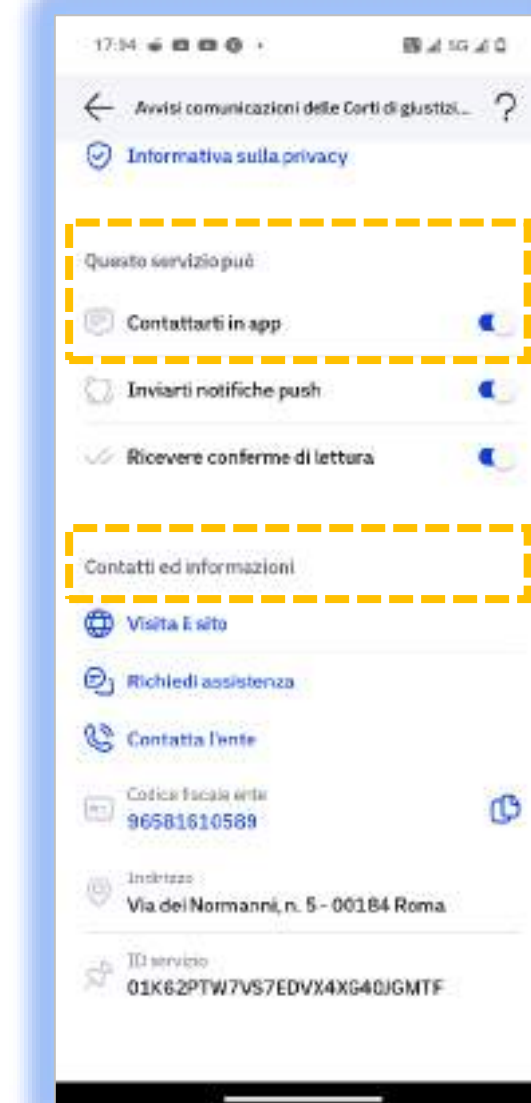 17:94
5G
Avvisi comunicazioni delle Corti di giustizi...
?
Informativa sulla privacy
Questo servizio può
Contattarti in app
Inviarti notifiche push
Ricevere conferme di lettura
Contatti ed informazioni
Visita il sito
Richiedi assistenza
Contatta l'ente
Codice fiscale ente
96581610589
Indirizzo
Via dei Normanni, n. 5 - 00184 Roma
ID servizio
01K62PTW7VS7EDVX4XG40JGMTF